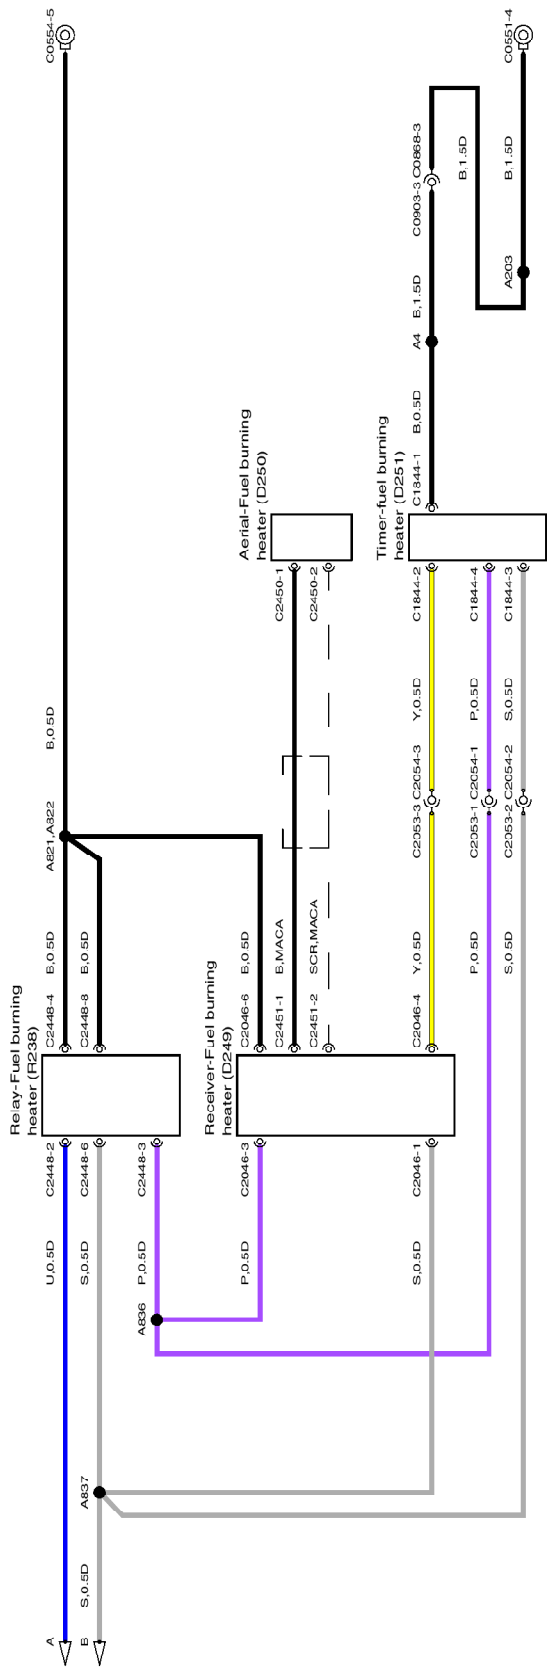 C0554-5
C0551-4
C0903-3 C0868-3
B,1.5D
B,1.5D
A203
B,1.5D
A4
B,0.5D
C1844-1
Aerial-Fuel burning
heater (D250)
Timer-fuel burning
heater (D251)
C2450-1
C2450-2
C1844-2
C1844-4
C1844-3
B,0.5D
Y,0.5D
P,0.5D
S,0.5D
A821,A822
C2053-3 C2054-3
C2053-1 C2054-1
C2053-2 C2054-2
B,0.5D
B,0.5D
B,0.5D
B,MACA
SCR,MACA
Y,0.5D
P,0.5D
S,0.5D
C2448-4
C2448-8
C2046-6
C2451-1
C2451-2
C2046-4
Relay-Fuel burning
heater (R238)
Receiver-Fuel burning
heater (D249)
C2448-2
C2448-6
C2448-3
C2046-3
C2046-1
U,0.5D
S,0.5D
P,0.5D
P,0.5D
S,0.5D
A836
A837
S,0.5D
A
B